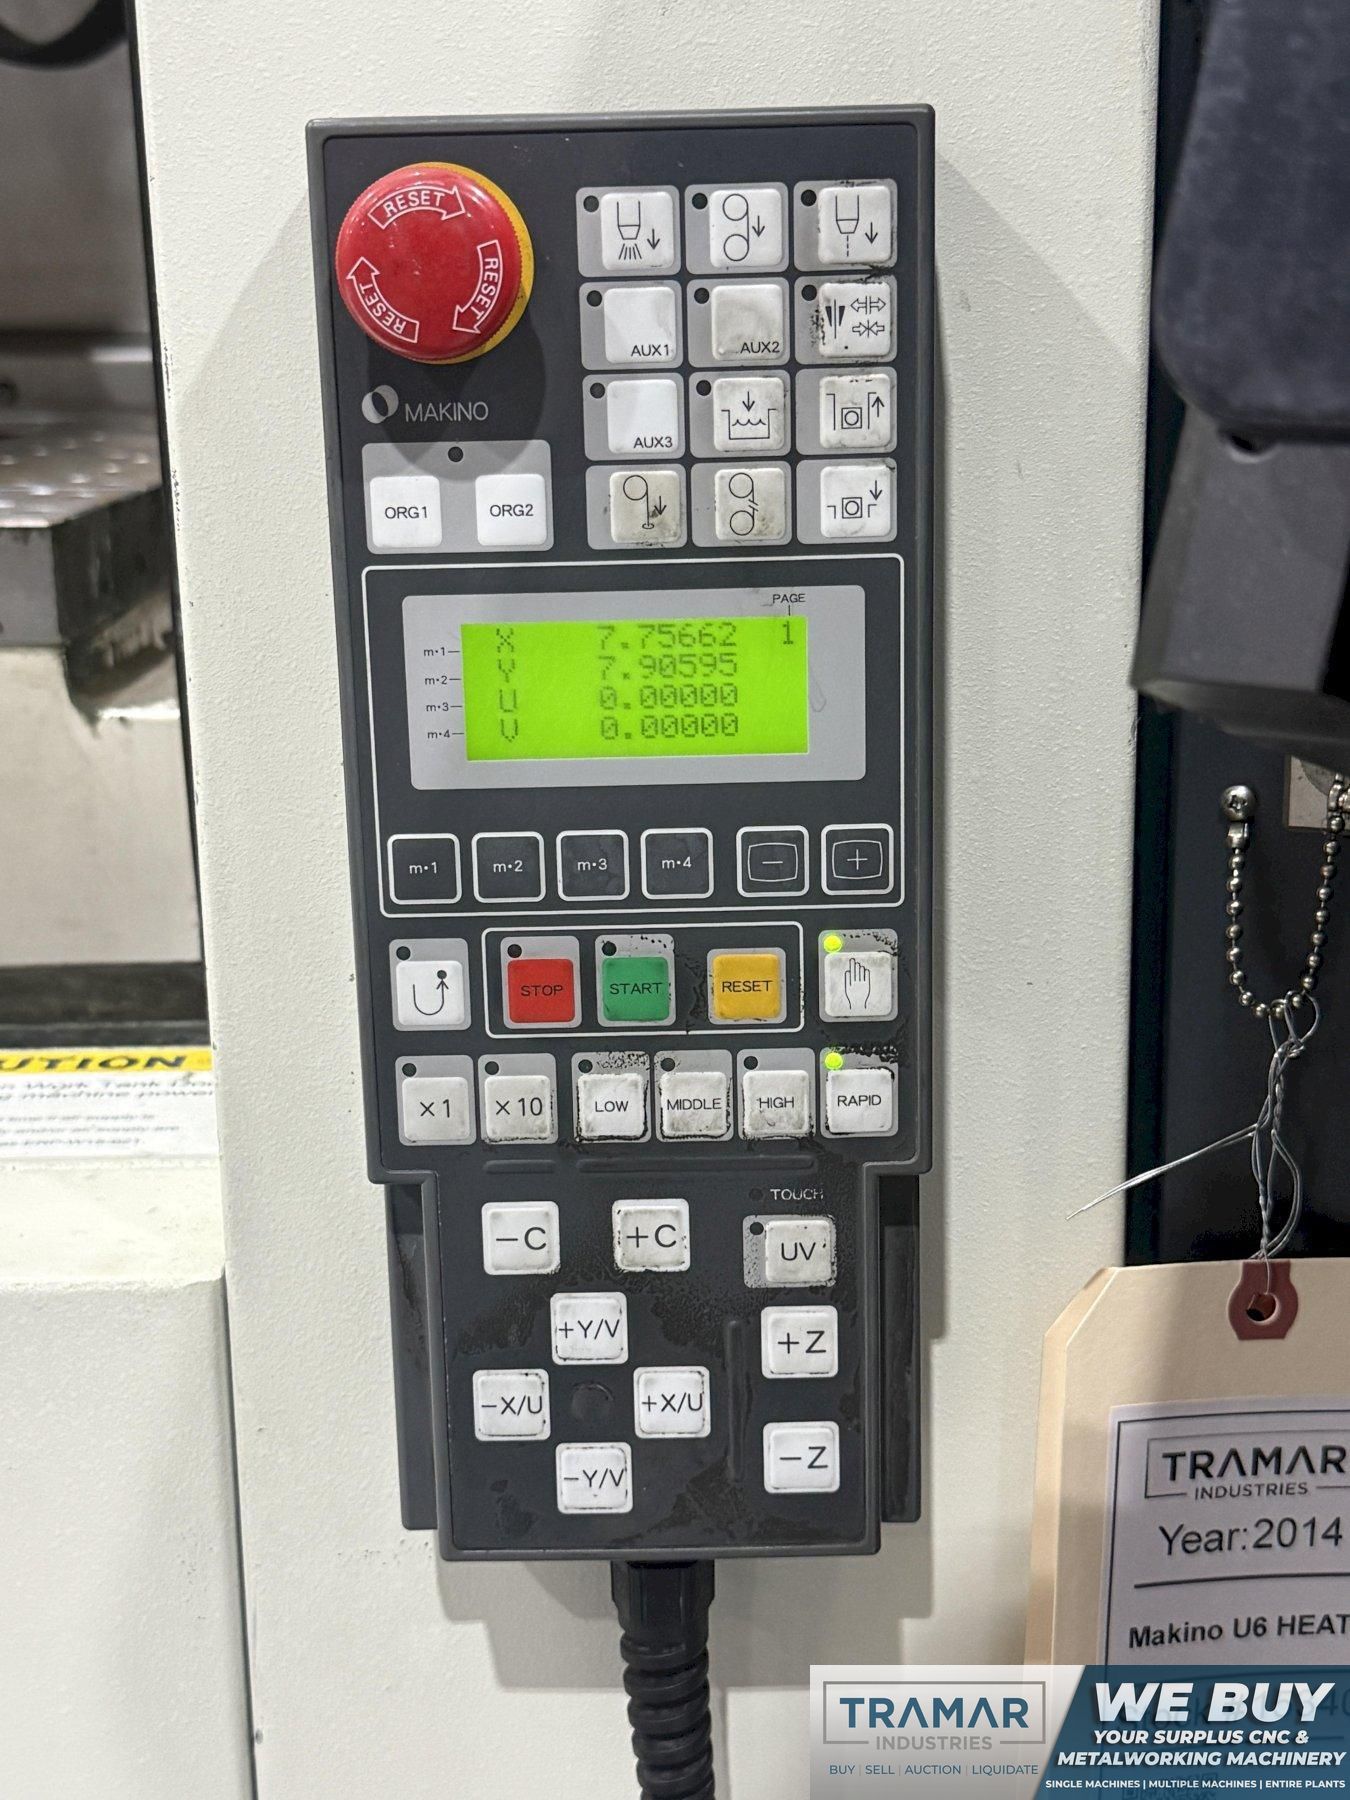 RESET
RESET
RESET
MAKINO
AUX1
AUX2
AUX3
ORG1
ORG2
PAGE
m•1 X 7.75662 1
m•2 Y 7.90595
m•3 U 0.00000
m•4 V 0.00000
m•1
m•2
m•3
m•4
−
+
STOP
START
RESET
×1
×10
LOW
MIDDLE
HIGH
RAPID
TOUCH
−C
+C
UV
+Y/V
+Z
−X/U
+X/U
−Y/V
−Z
UTION
TRAMAR
INDUSTRIES
Year:2014
Makino U6 HEAT
TRAMAR
INDUSTRIES
BUY | SELL | AUCTION | LIQUIDATE
WE BUY
YOUR SURPLUS CNC &
METALWORKING MACHINERY
SINGLE MACHINES | MULTIPLE MACHINES | ENTIRE PLANTS